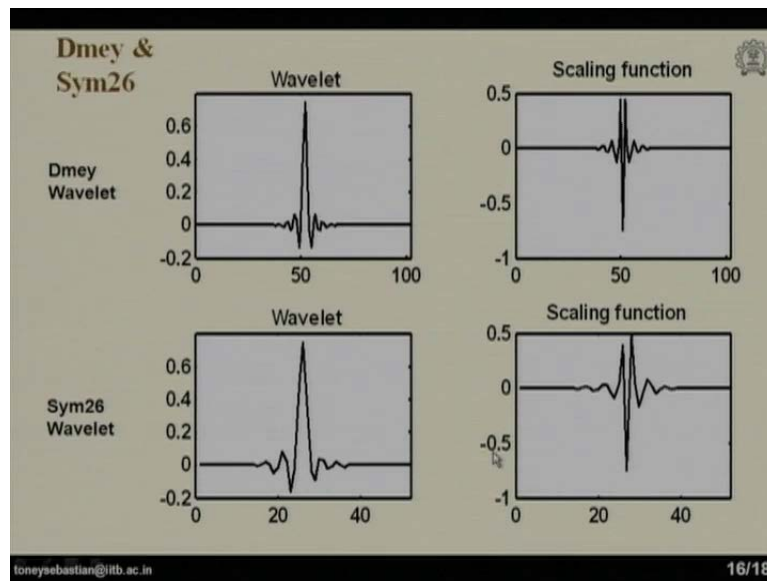 Dmey &
Sym26
Wavelet
Scaling function
0.6
0.4
0.2
0
-0.2
0
50
100
0.5
0
-0.5
-1
0
50
100
Dmey
Wavelet
Wavelet
Scaling function
0.6
0.4
0.2
0
-0.2
0
20
40
0.5
0
-0.5
-1
0
20
40
Sym26
Wavelet
toneysebastian@iitb.ac.in
16/18